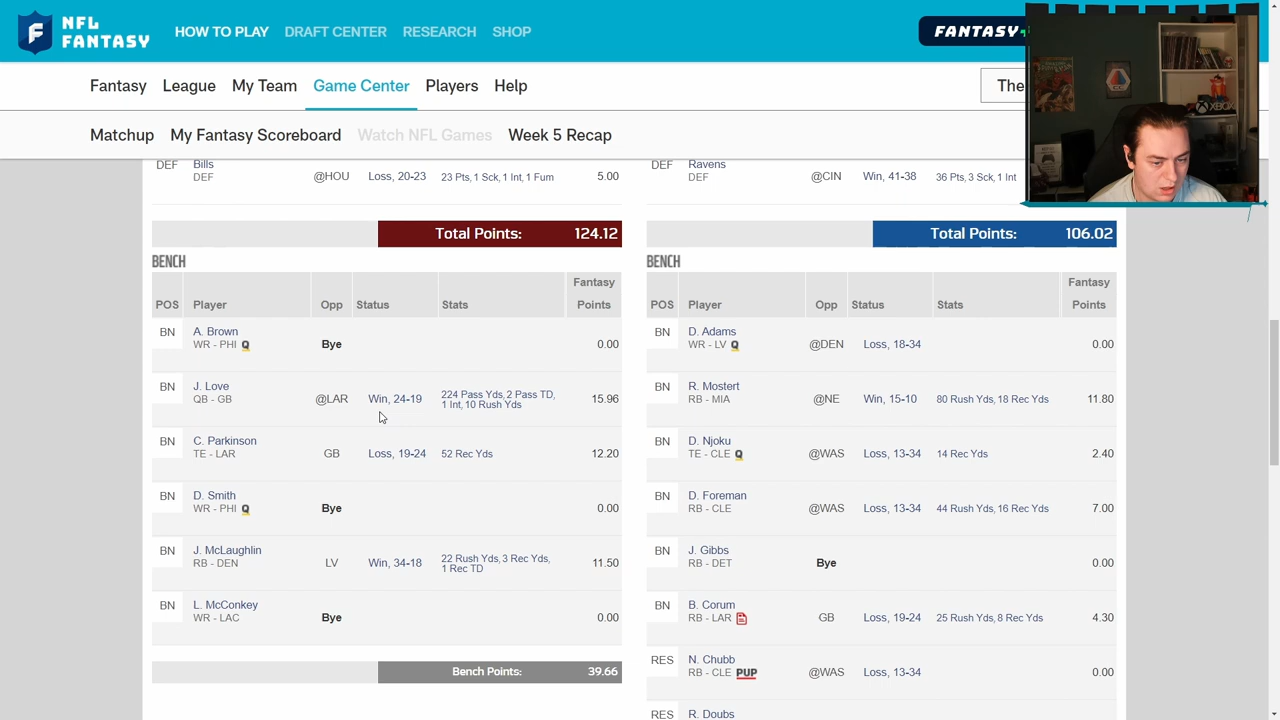 NFL FANTASY
HOW TO PLAY DRAFT CENTER RESEARCH SHOP
FANTASY+
Fantasy League My Team Game Center Players Help
The
Matchup My Fantasy Scoreboard Watch NFL Games Week 5 Recap
DEF Bills DEF @HOU Loss, 20-23 23 Pts, 1 Sck, 1 Int, 1 Fum 5.00
DEF Ravens DEF @CIN Win, 41-38 36 Pts, 3 Sck, 1 Int
Total Points: 124.12
Total Points: 106.02
BENCH
POS Player Opp Status Stats Fantasy Points
BN A. Brown WR - PHI Q Bye 0.00
BN J. Love QB - GB @LAR Win, 24-19 224 Pass Yds, 2 Pass TD, 1 Int, 10 Rush Yds 15.96
BN C. Parkinson TE - LAR GB Loss, 19-24 52 Rec Yds 12.20
BN D. Smith WR - PHI Q Bye 0.00
BN J. McLaughlin RB - DEN LV Win, 34-18 22 Rush Yds, 3 Rec Yds, 1 Rec TD 11.50
BN L. McConkey WR - LAC Bye 0.00
Bench Points: 39.66
BENCH
POS Player Opp Status Stats Fantasy Points
BN D. Adams WR - LV Q @DEN Loss, 18-34 0.00
BN R. Mostert RB - MIA @NE Win, 15-10 80 Rush Yds, 18 Rec Yds 11.80
BN D. Njoku TE - CLE Q @WAS Loss, 13-34 14 Rec Yds 2.40
BN D. Foreman RB - CLE @WAS Loss, 13-34 44 Rush Yds, 16 Rec Yds 7.00
BN J. Gibbs RB - DET Bye 0.00
BN B. Corum RB - LAR GB Loss, 19-24 25 Rush Yds, 8 Rec Yds 4.30
RES N. Chubb RB - CLE PUP @WAS Loss, 13-34 0.00
RES R. Doubs
XBOX